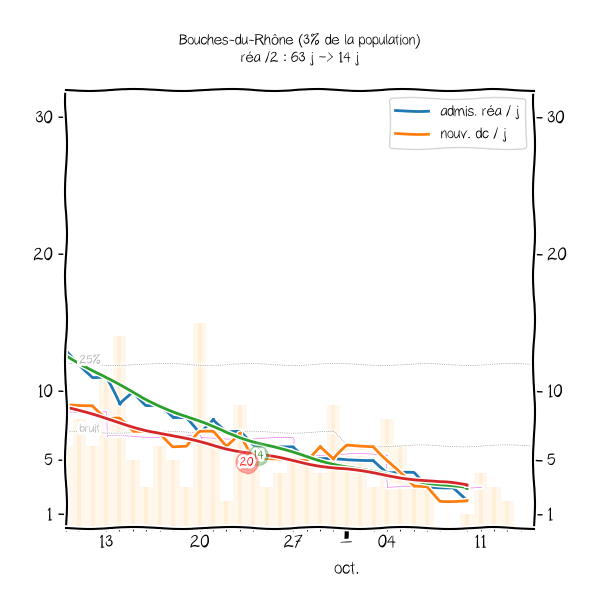 Bouches-du-Rhône (3% de la population)
réa /2 : 63 j -> 14 j
admis. réa / j
nouv. dc / j
30 30
20 20
25%
10 10
bruit
14
20
5 5
1 1
13 20 27 04 11
oct.